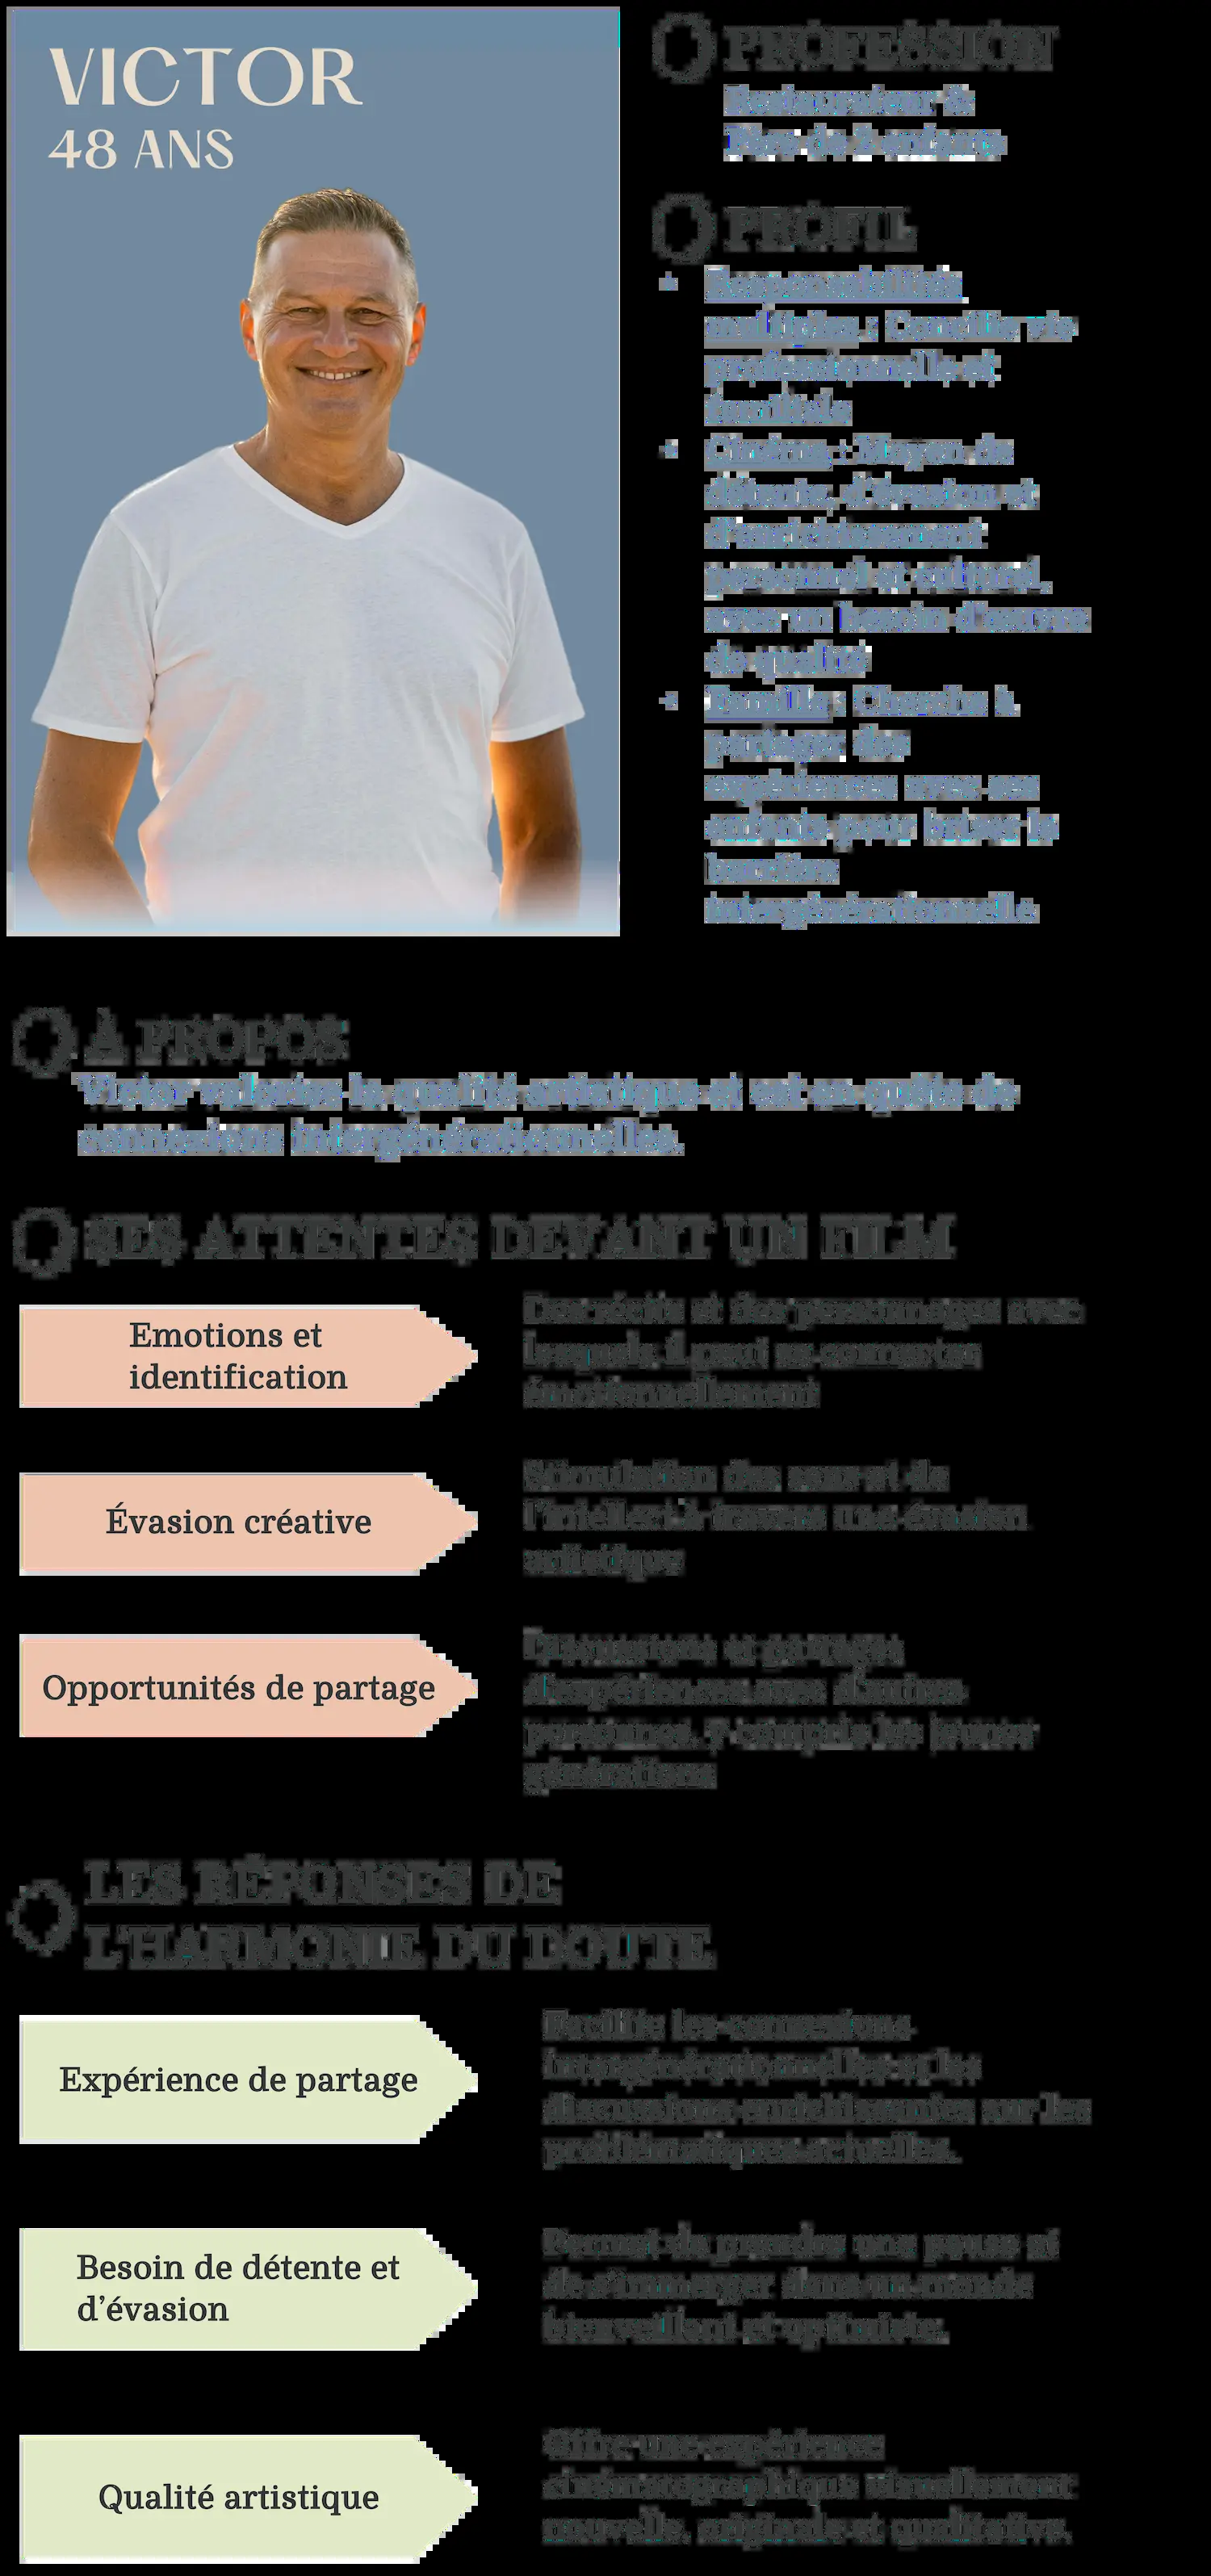 VICTOR
48 ANS
PROFESSION
Restaurateur &
Père de 2 enfants
PROFIL
Responsabilités
multiples : Concilie vie
professionnelle et
familiale
Cinéma : Moyen de
détente, d'évasion et
d'enrichissement
personnel et culturel,
avec un besoin d'œuvre
de qualité
Famille : Cherche à
partager des
expériences avec ses
enfants pour briser la
barrière
intergénérationnelle
À PROPOS
Victor valorise la qualité artistique et est en quête de
connexions intergénérationnelles.
SES ATTENTES DEVANT UN FILM
Emotions et
identification
Des récits et des personnages avec
lesquels il peut se connecter
émotionnellement
Évasion créative
Stimulation des sens et de
l'intellect à travers une évasion
artistique
Opportunités de partage
Discussions et partages
d'expériences avec d'autres
personnes, y compris les jeunes
générations
LES RÉPONSES DE
L'HARMONIE DU DOUTE
Expérience de partage
Facilite les connexions
intergénérationnelles et les
discussions enrichissantes sur les
problématiques actuelles.
Besoin de détente et
d’évasion
Permet de prendre une pause et
de s'immerger dans un monde
bienveillant et optimiste.
Qualité artistique
Offre une expérience
cinématographique visuellement
nouvelle, originale et qualitative.